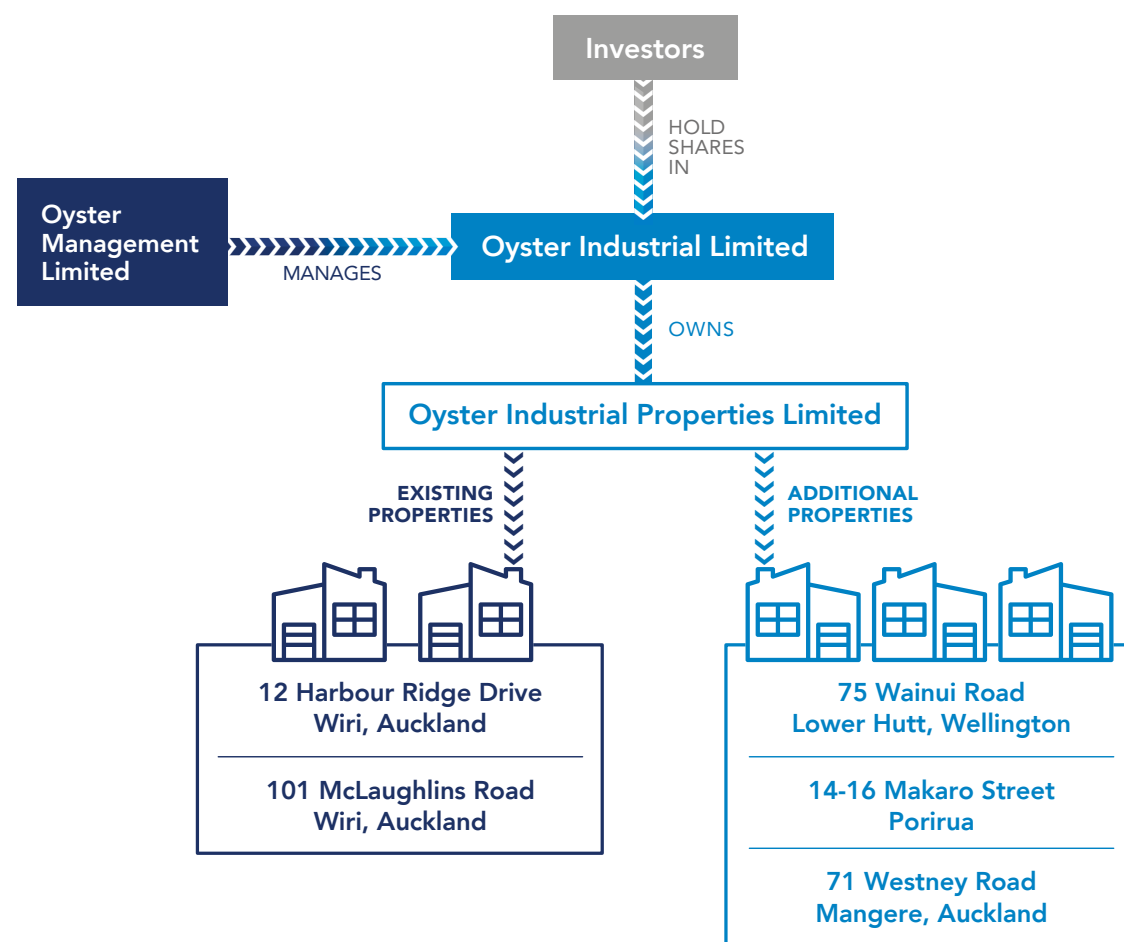 Investors
HOLD
SHARES
IN
Oyster
Management
Limited
MANAGES
Oyster Industrial Limited
OWNS
Oyster Industrial Properties Limited
EXISTING
PROPERTIES
ADDITIONAL
PROPERTIES
12 Harbour Ridge Drive
Wiri, Auckland
101 McLaughlins Road
Wiri, Auckland
75 Wainui Road
Lower Hutt, Wellington
14-16 Makaro Street
Porirua
71 Westney Road
Mangere, Auckland